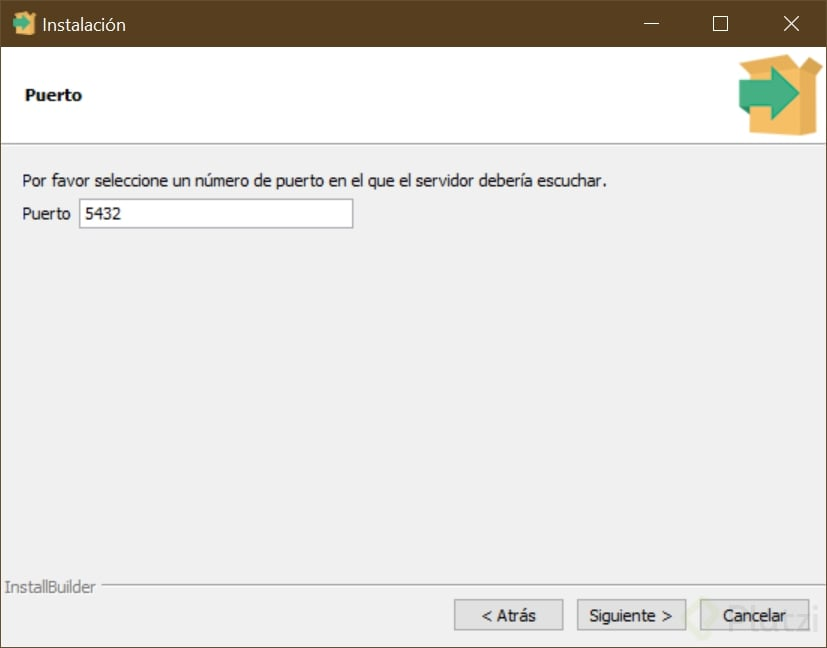 Instalación
Puerto
Por favor seleccione un número de puerto en el que el servidor debería escuchar.
Puerto 5432
InstallBuilder
< Atrás Siguiente > Cancelar
Platzi